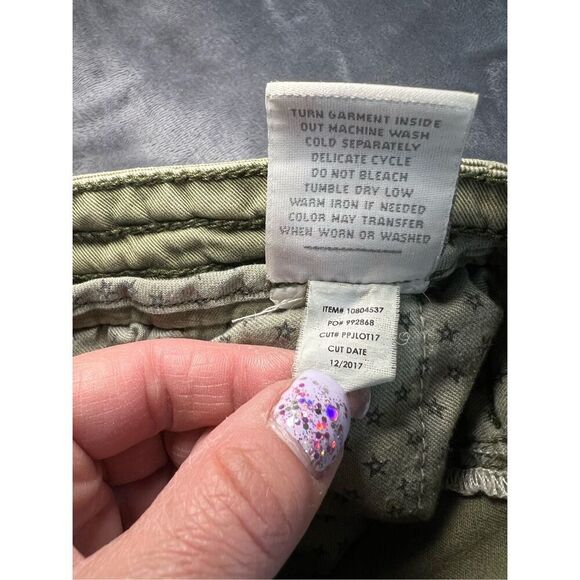 TURN GARMENT INSIDE
OUT MACHINE WASH
COLD SEPARATELY
DELICATE CYCLE
DO NOT BLEACH
TUMBLE DRY LOW
WARM IRON IF NEEDED
COLOR MAY TRANSFER
WHEN WORN OR WASHED
ITEM# 10804537
PO# 992868
CUT# PPJLOT17
CUT DATE
12/2017